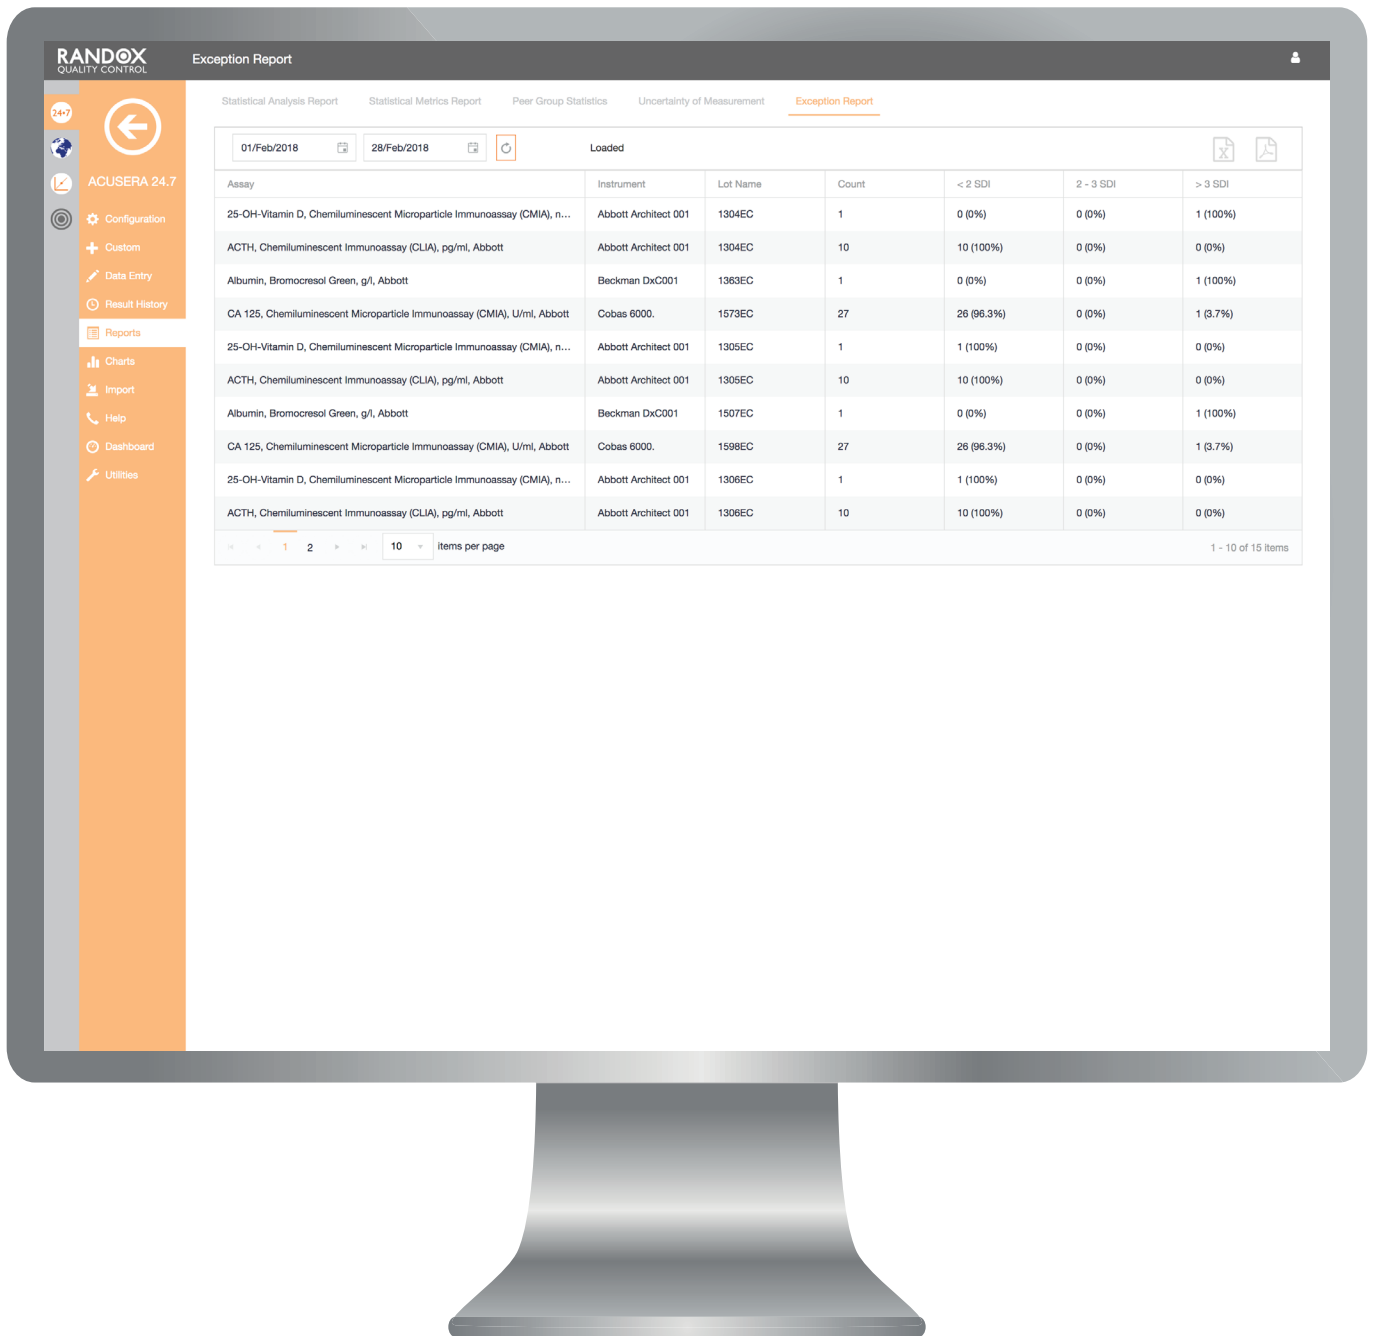 RANDOX
QUALITY CONTROL
Exception Report
24•7
ACUSERA 24.7
Configuration
Custom
Data Entry
Result History
Reports
Charts
Import
Help
Dashboard
Utilities
Statistical Analysis Report Statistical Metrics Report Peer Group Statistics Uncertainty of Measurement Exception Report
01/Feb/2018 28/Feb/2018 Loaded
Assay Instrument Lot Name Count < 2 SDI 2 - 3 SDI > 3 SDI
25-OH-Vitamin D, Chemiluminescent Microparticle Immunoassay (CMIA), n... Abbott Architect 001 1304EC 1 0 (0%) 0 (0%) 1 (100%)
ACTH, Chemiluminescent Immunoassay (CLIA), pg/ml, Abbott Abbott Architect 001 1304EC 10 10 (100%) 0 (0%) 0 (0%)
Albumin, Bromocresol Green, g/l, Abbott Beckman DxC001 1363EC 1 0 (0%) 0 (0%) 1 (100%)
CA 125, Chemiluminescent Microparticle Immunoassay (CMIA), U/ml, Abbott Cobas 6000. 1573EC 27 26 (96.3%) 0 (0%) 1 (3.7%)
25-OH-Vitamin D, Chemiluminescent Microparticle Immunoassay (CMIA), n... Abbott Architect 001 1305EC 1 1 (100%) 0 (0%) 0 (0%)
ACTH, Chemiluminescent Immunoassay (CLIA), pg/ml, Abbott Abbott Architect 001 1305EC 10 10 (100%) 0 (0%) 0 (0%)
Albumin, Bromocresol Green, g/l, Abbott Beckman DxC001 1507EC 1 0 (0%) 0 (0%) 1 (100%)
CA 125, Chemiluminescent Microparticle Immunoassay (CMIA), U/ml, Abbott Cobas 6000. 1598EC 27 26 (96.3%) 0 (0%) 1 (3.7%)
25-OH-Vitamin D, Chemiluminescent Microparticle Immunoassay (CMIA), n... Abbott Architect 001 1306EC 1 1 (100%) 0 (0%) 0 (0%)
ACTH, Chemiluminescent Immunoassay (CLIA), pg/ml, Abbott Abbott Architect 001 1306EC 10 10 (100%) 0 (0%) 0 (0%)
1 2 10 items per page 1 - 10 of 15 items